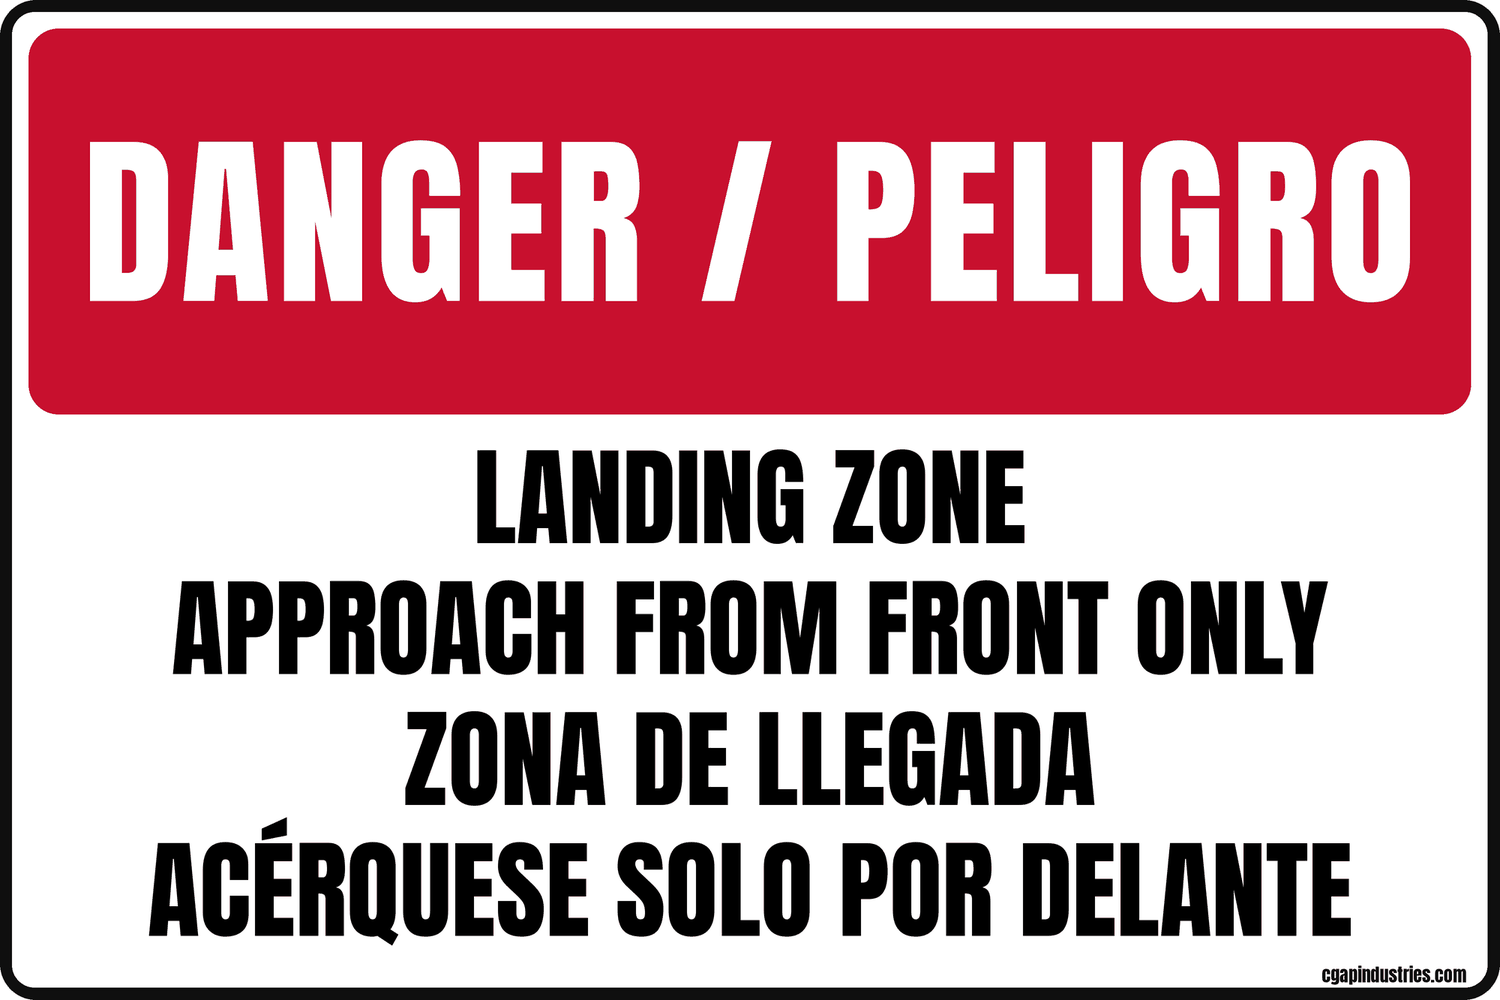 DANGER / PELIGRO
LANDING ZONE
APPROACH FROM FRONT ONLY
ZONA DE LLEGADA
ACÉRQUESE SOLO POR DELANTE
cgapindustries.com